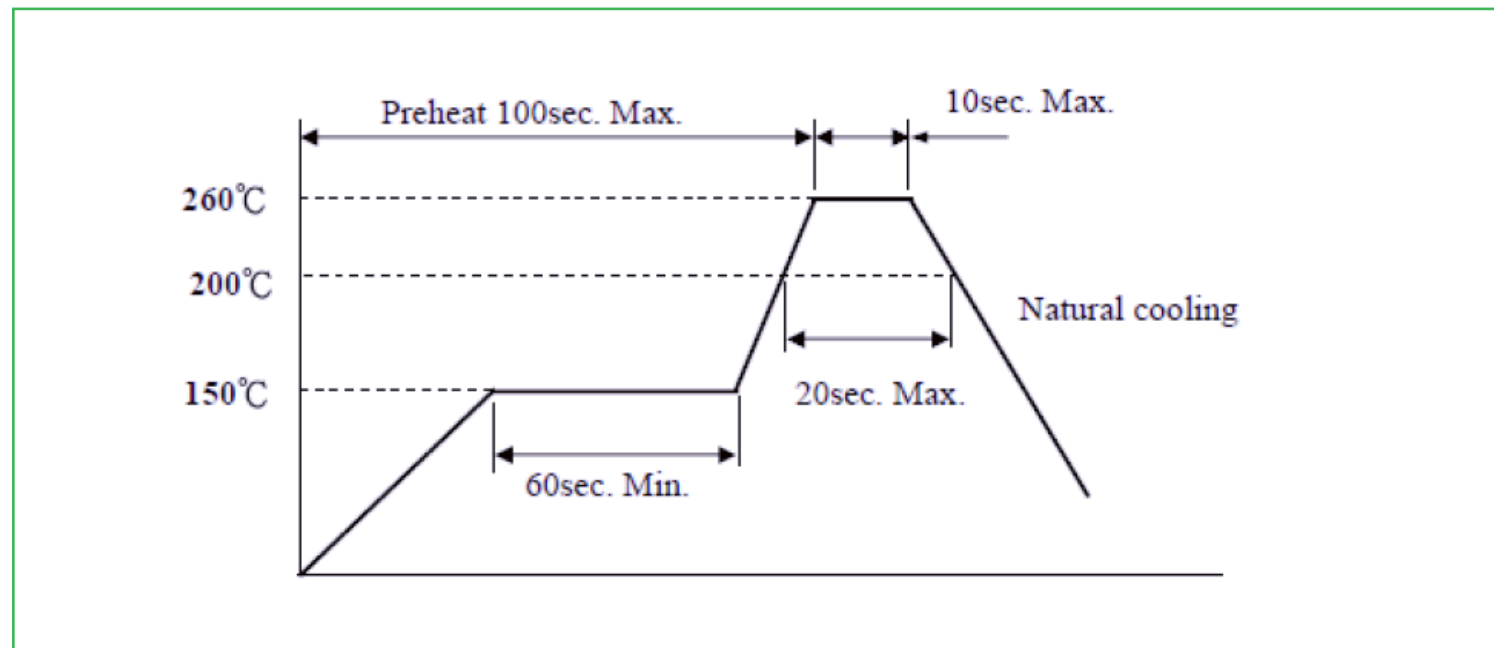 10sec. Max.
Preheat 100sec. Max.
260℃
200℃
Natural cooling
150℃
20sec. Max.
60sec. Min.